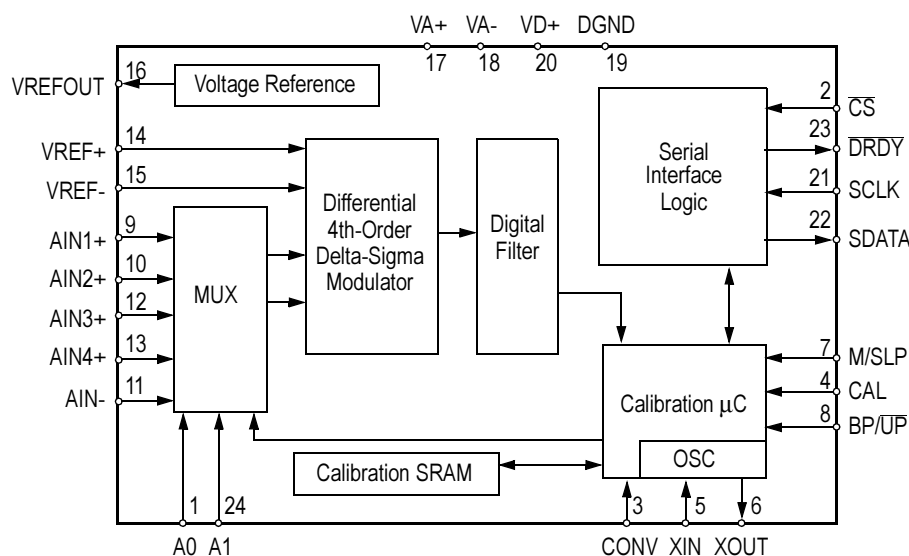 VA+ VA- VD+ DGND
17 18 20 19
VREFOUT 16 Voltage Reference
VREF+ 14
VREF- 15
AIN1+ 9
AIN2+ 10
AIN3+ 12
AIN4+ 13
AIN- 11
MUX
Differential
4th-Order
Delta-Sigma
Modulator
Digital
Filter
Serial
Interface
Logic
2 C̅S̅
23 D̅R̅D̅Y̅
21 SCLK
22 SDATA
7 M/SLP
4 CAL
8 BP/U̅P̅
Calibration μC
OSC
Calibration SRAM
1 24 3 5 6
A0 A1 CONV XIN XOUT